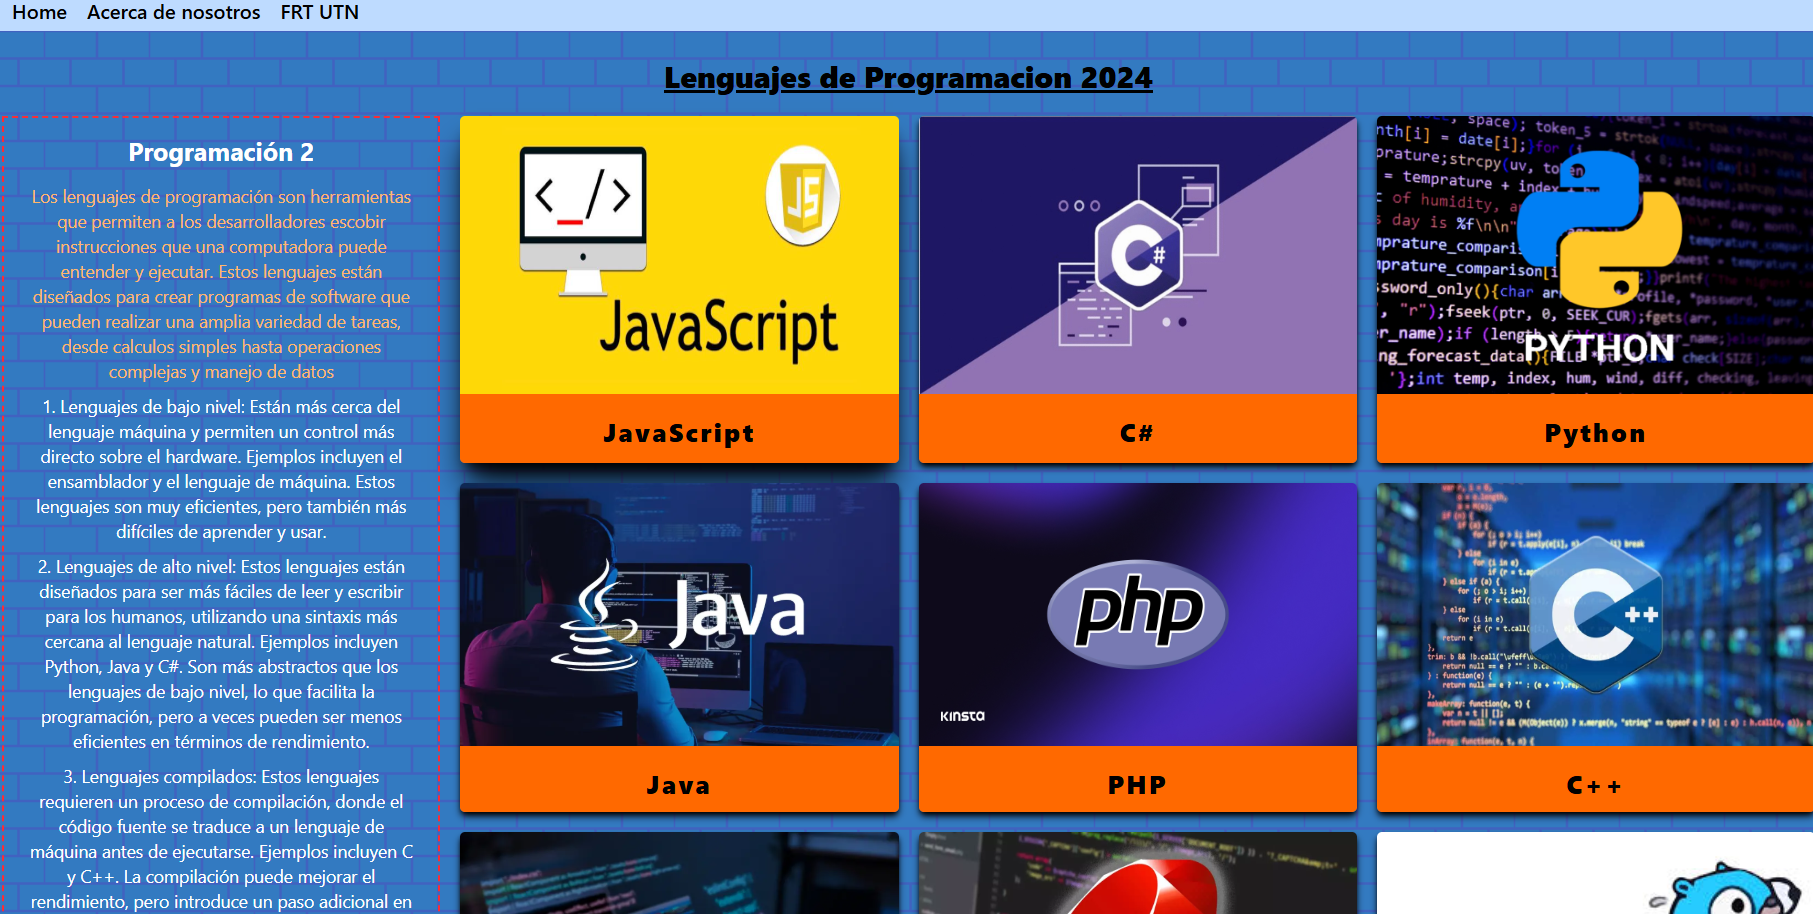 Home Acerca de nosotros FRT UTN
Lenguajes de Programacion 2024
Programación 2
Los lenguajes de programación son herramientas
que permiten a los desarrolladores escobir
instrucciones que una computadora puede
entender y ejecutar. Estos lenguajes están
diseñados para crear programas de software que
pueden realizar una amplia variedad de tareas,
desde calculos simples hasta operaciones
complejas y manejo de datos
1. Lenguajes de bajo nivel: Están más cerca del
lenguaje máquina y permiten un control más
directo sobre el hardware. Ejemplos incluyen el
ensamblador y el lenguaje de máquina. Estos
lenguajes son muy eficientes, pero también más
difíciles de aprender y usar.
2. Lenguajes de alto nivel: Estos lenguajes están
diseñados para ser más fáciles de leer y escribir
para los humanos, utilizando una sintaxis más
cercana al lenguaje natural. Ejemplos incluyen
Python, Java y C#. Son más abstractos que los
lenguajes de bajo nivel, lo que facilita la
programación, pero a veces pueden ser menos
eficientes en términos de rendimiento.
3. Lenguajes compilados: Estos lenguajes
requieren un proceso de compilación, donde el
código fuente se traduce a un lenguaje de
máquina antes de ejecutarse. Ejemplos incluyen C
y C++. La compilación puede mejorar el
rendimiento, pero introduce un paso adicional en
</>
JS
JavaScript
JavaScript
C#
C#
PYTHON
Python
Java
Java
php
KINSTA
PHP
C++
C++